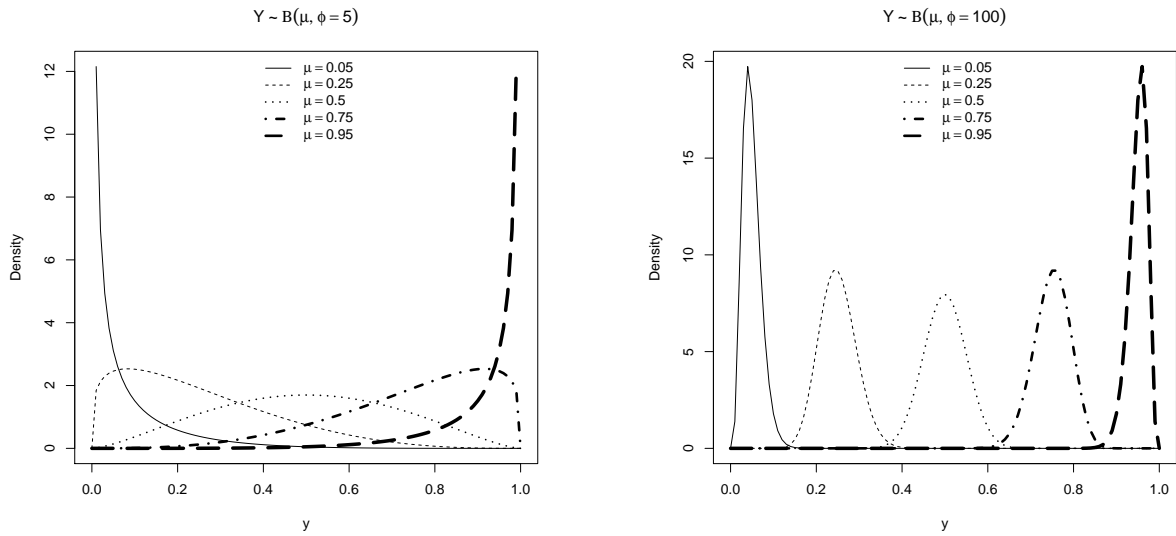 Y ~ B(μ, φ = 5)
Density
0 2 4 6 8 10 12
μ = 0.05
μ = 0.25
μ = 0.5
μ = 0.75
μ = 0.95
0.0 0.2 0.4 0.6 0.8 1.0
y
Y ~ B(μ, φ = 100)
Density
0 5 10 15 20
μ = 0.05
μ = 0.25
μ = 0.5
μ = 0.75
μ = 0.95
0.0 0.2 0.4 0.6 0.8 1.0
y